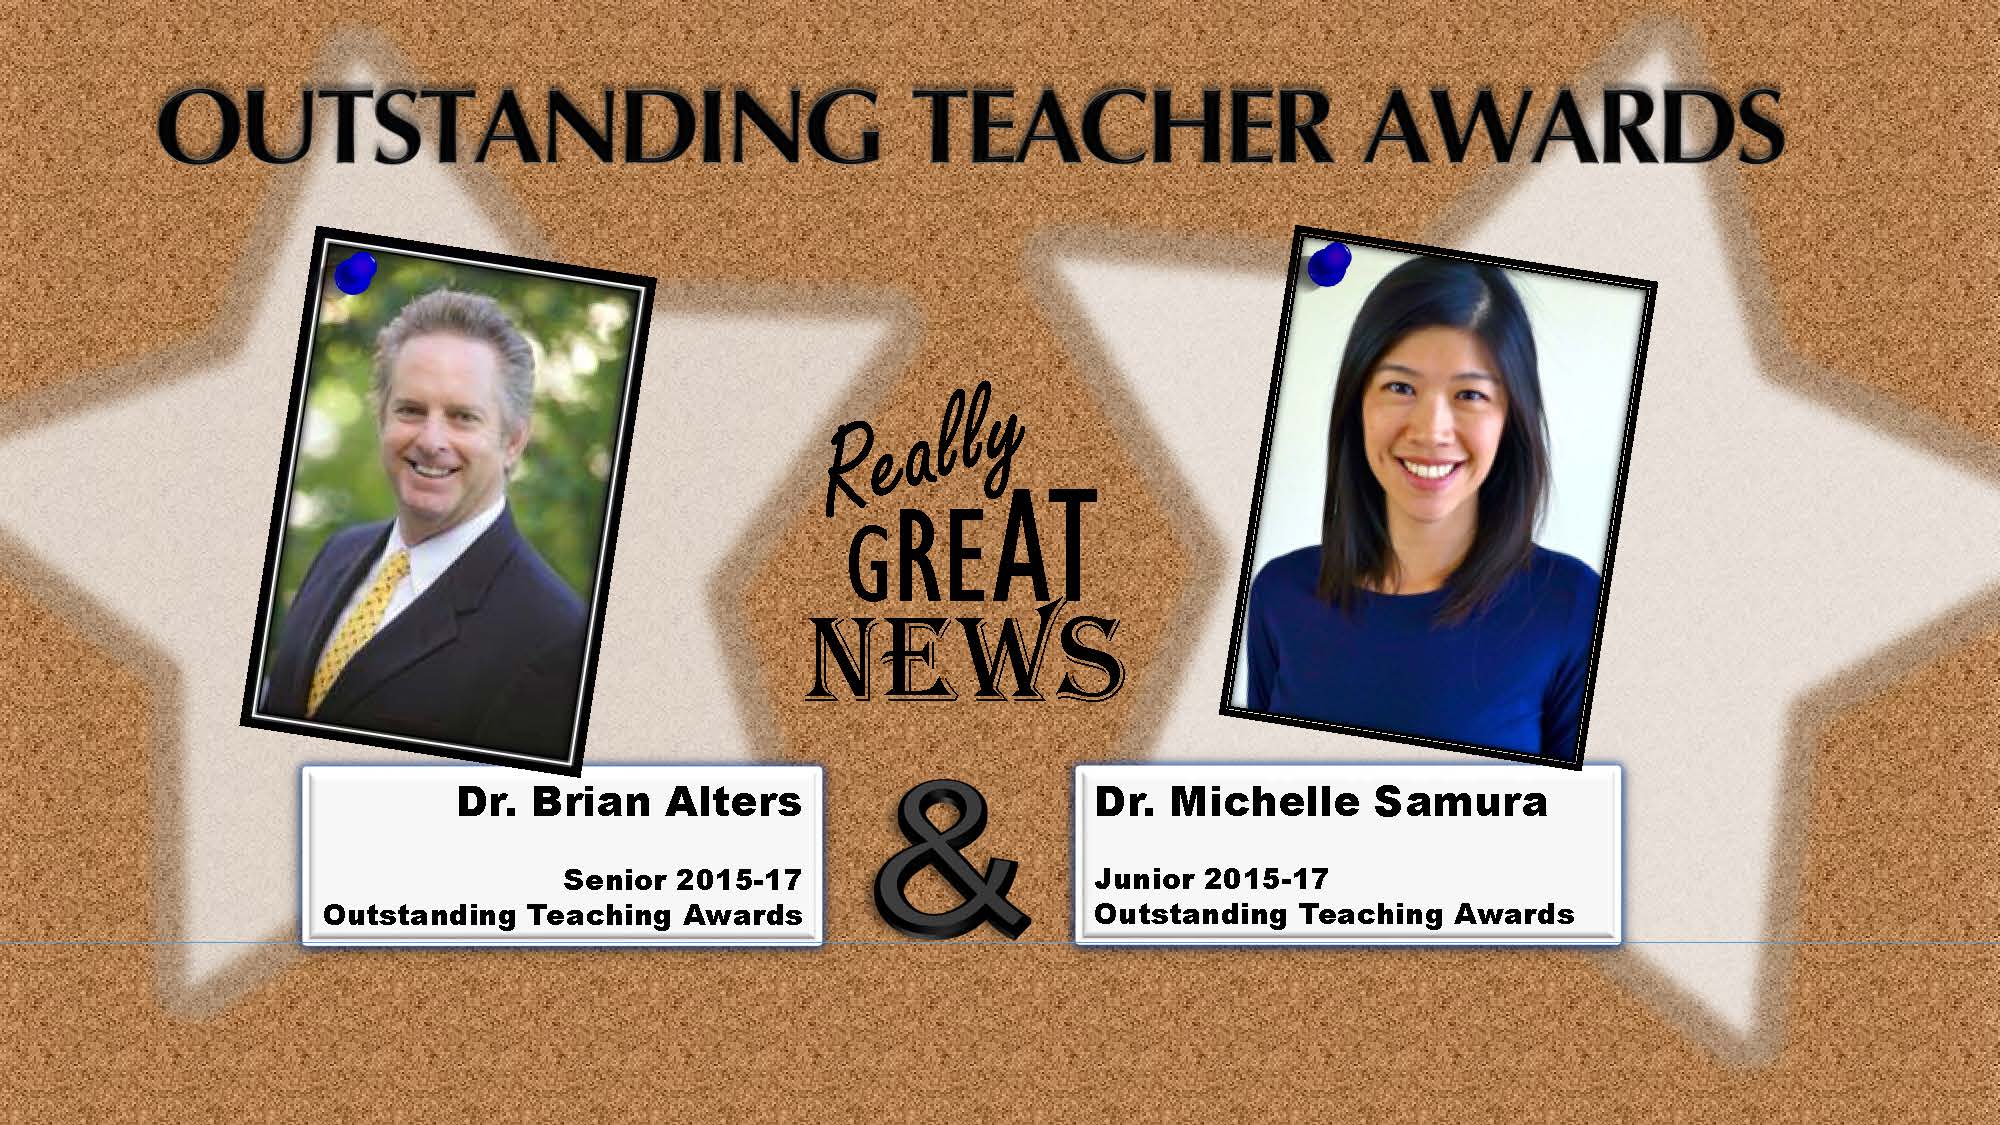 OUTSTANDING TEACHER AWARDS
Really
GREAT
NEWS
Dr. Brian Alters
Senior 2015-17
Outstanding Teaching Awards
&
Dr. Michelle Samura
Junior 2015-17
Outstanding Teaching Awards